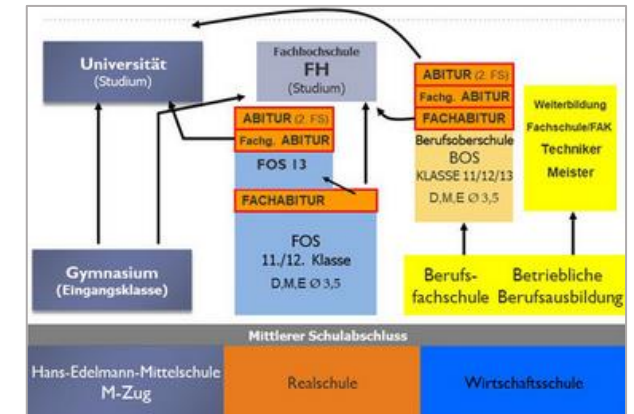 Universität
(Studium)
Fachhochschule
FH
(Studium)
ABITUR (2. FS)
Fachg. ABITUR
FOS 13
FACHABITUR
FOS
11./12. Klasse
D,M,E Ø 3,5
ABITUR (2. FS)
Fachg. ABITUR
FACHABITUR
Berufsoberschule
BOS
KLASSE 11/12/13
D,M,E Ø 3,5
Weiterbildung
Fachschule/FAK
Techniker
Meister
Gymnasium
(Eingangsklasse)
Berufs-
fachschule
Betriebliche
Berufsausbildung
Mittlerer Schulabschluss
Hans-Edelmann-Mittelschule
M-Zug
Realschule
Wirtschaftsschule